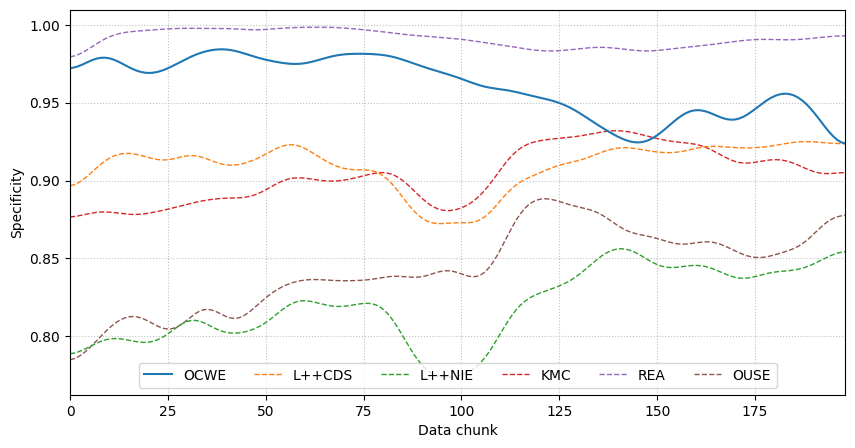 1.00
0.95
0.90
0.85
0.80
Specificity
OCWE L++CDS L++NIE KMC REA OUSE
0 25 50 75 100 125 150 175
Data chunk